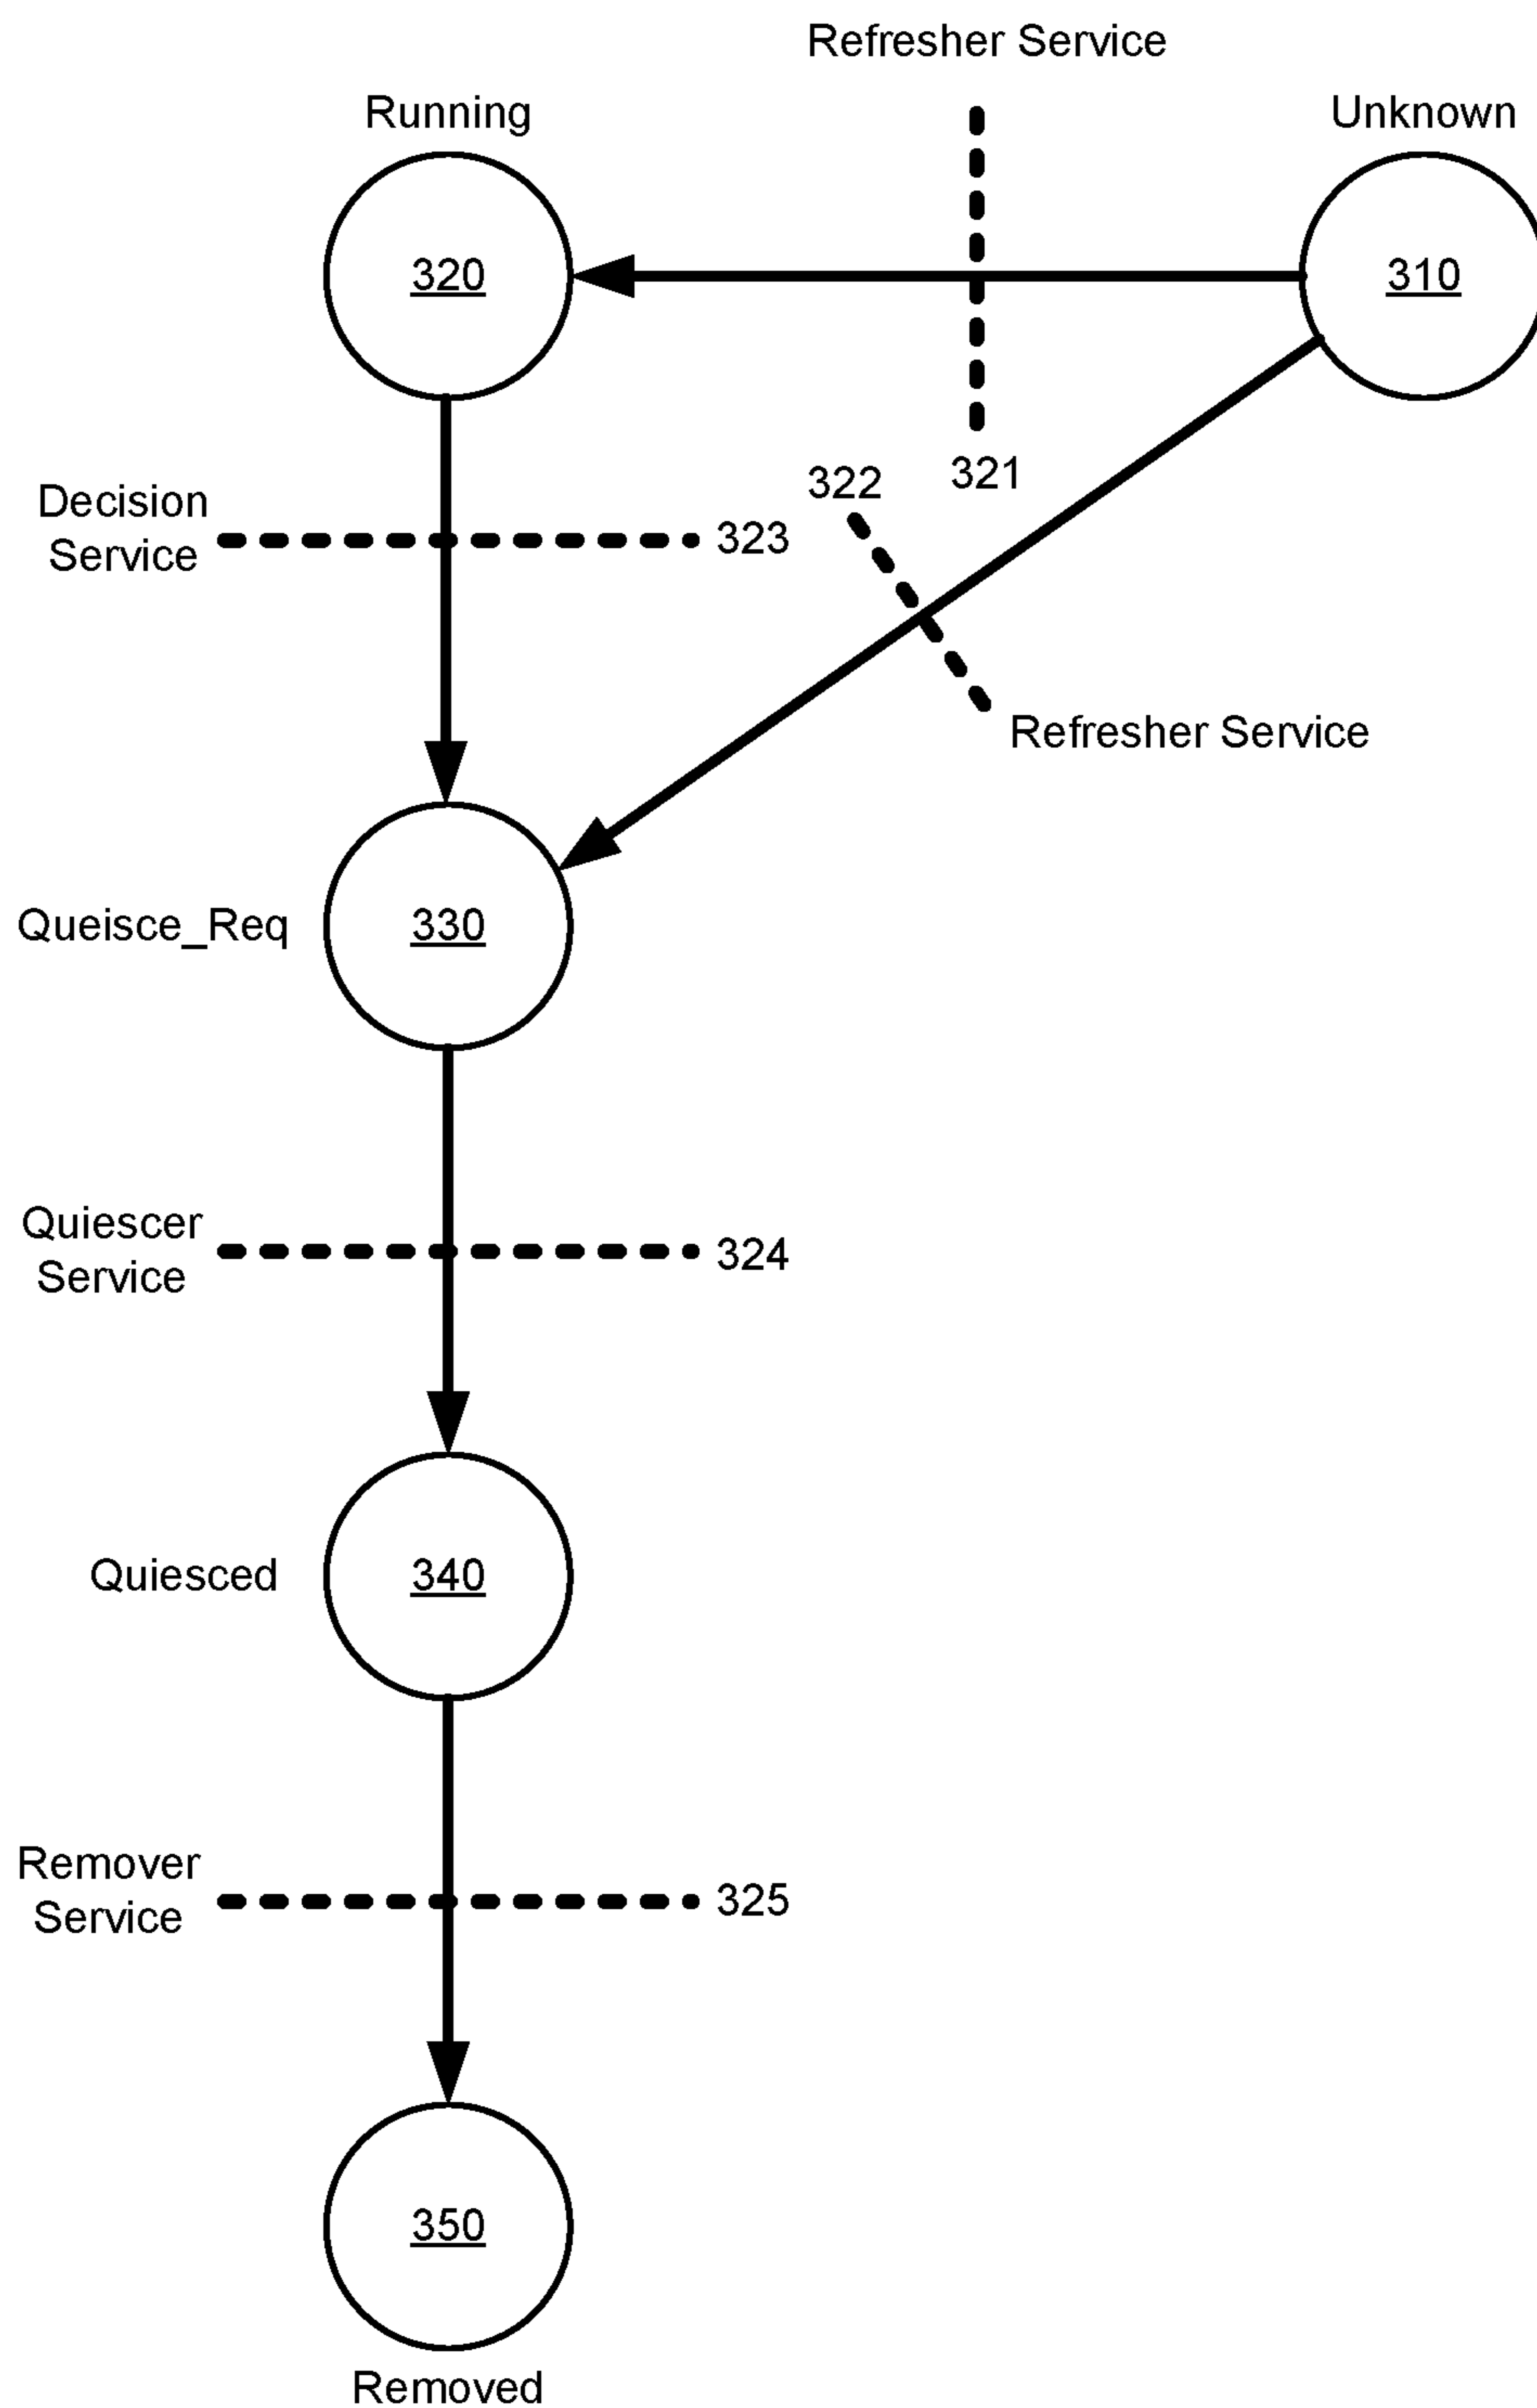 Refresher Service
Running
Unknown
320
310
321
322
Decision
Service
323
Refresher Service
Queisce_Req
330
Quiescer
Service
324
Quiesced
340
Remover
Service
325
350
Removed